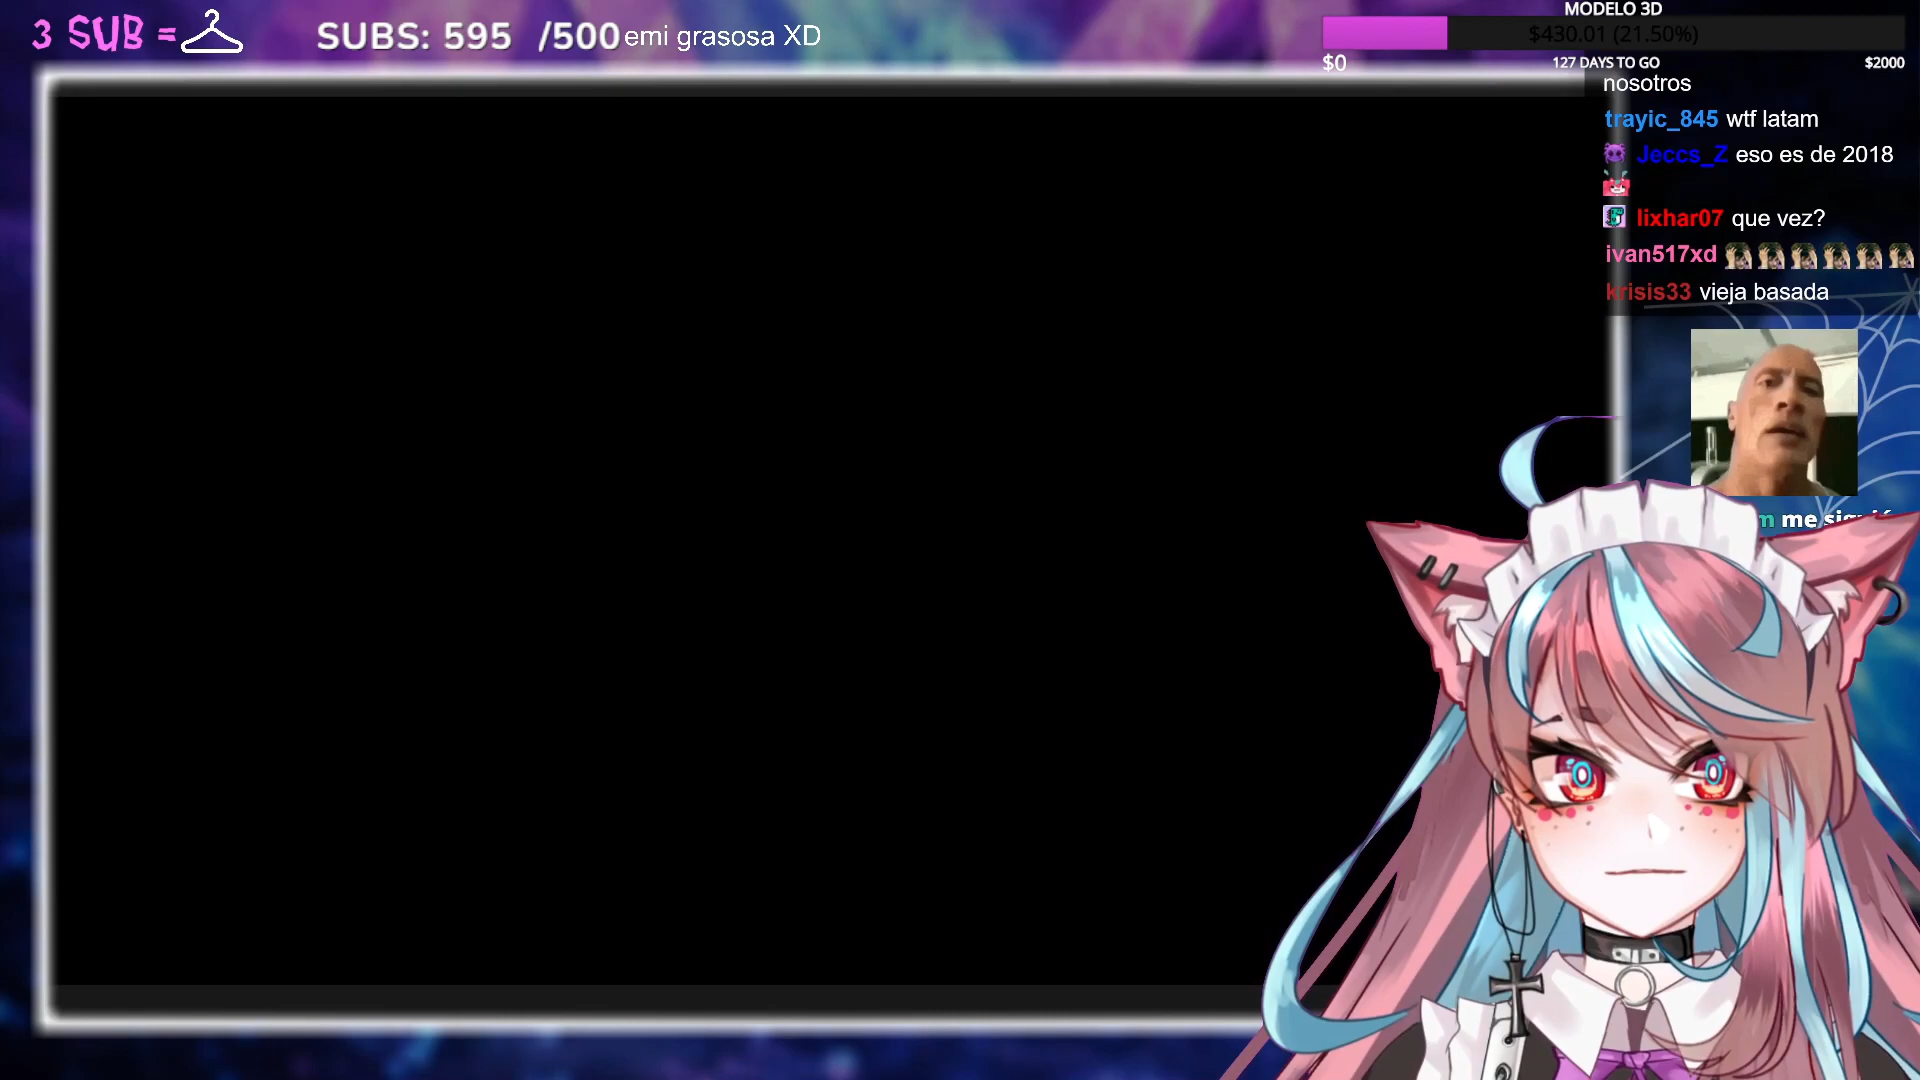 3 SUB =
SUBS: 595 /500 emi grasosa XD
MODELO 3D
$430.01 (21.50%)
$0
127 DAYS TO GO
$2000
nosotros
trayic_845 wtf latam
Jeccs_Z eso es de 2018
lixhar07 que vez?
ivan517xd
krisis33 vieja basada
m me siguió